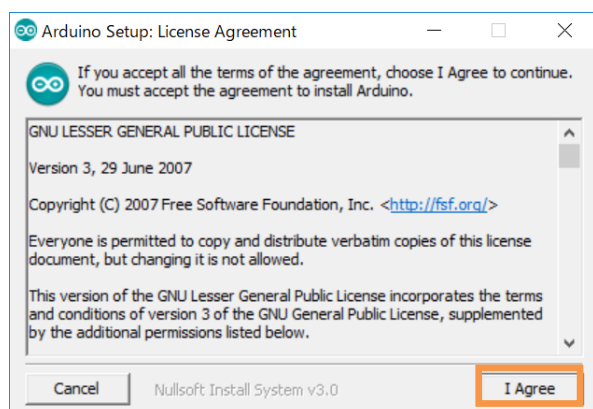 Arduino Setup: License Agreement
If you accept all the terms of the agreement, choose I Agree to continue.
You must accept the agreement to install Arduino.
GNU LESSER GENERAL PUBLIC LICENSE
Version 3, 29 June 2007
Copyright (C) 2007 Free Software Foundation, Inc. <http://fsf.org/>
Everyone is permitted to copy and distribute verbatim copies of this license
document, but changing it is not allowed.
This version of the GNU Lesser General Public License incorporates the terms
and conditions of version 3 of the GNU General Public License, supplemented
by the additional permissions listed below.
Cancel
Nullsoft Install System v3.0
I Agree